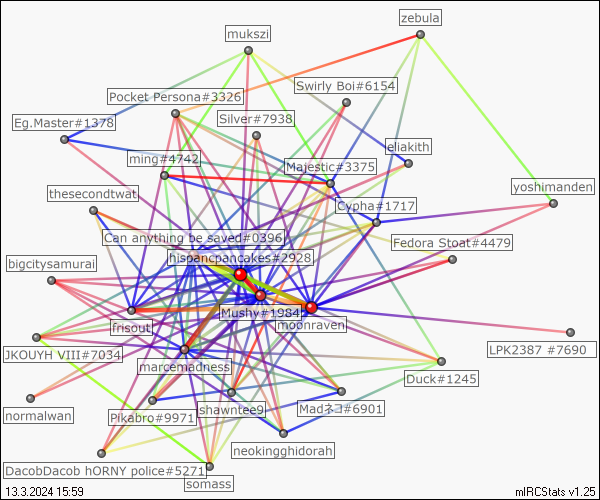 zebula
mukszi
Swirly Boi#6154
Pocket Persona#3326
Silver#7938
Eg.Master#1378
eliakith
ming#4742
Majestic#3375
yoshimanden
thesecondtwat
Cypha#1717
Can anything be saved#0396
Fedora Stoat#4479
hispancpancakes#2928
bigcitysamurai
Mushy#1984
moonraven
frisout
LPK2387 #7690
JKOUYH VIII#7034
marcemadness
Duck#1245
normalwan
Pikabro#9971
shawntee9
Madネコ#6901
neokingghidorah
DacobDacob hORNY police#5271
somass
13.3.2024 15:59
mIRCStats v1.25